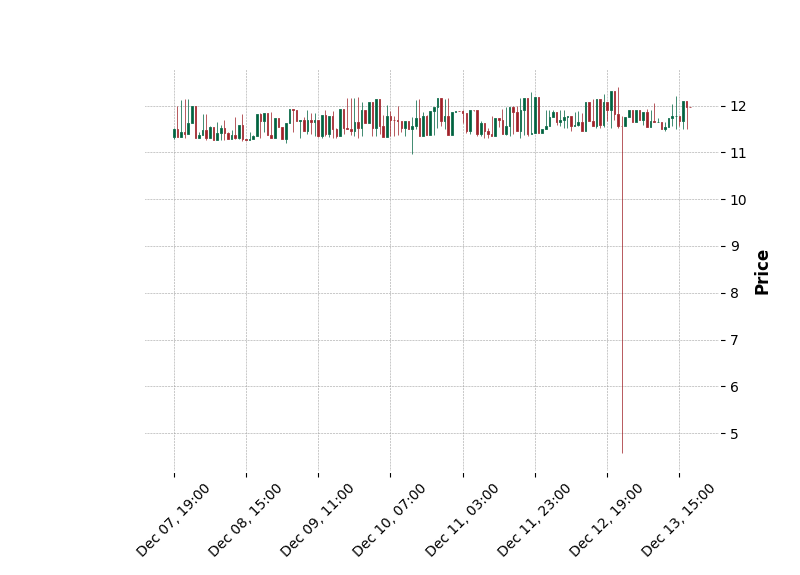 12
11
10
9
8
7
6
5
Price
Dec 07, 19:00
Dec 08, 15:00
Dec 09, 11:00
Dec 10, 07:00
Dec 11, 03:00
Dec 11, 23:00
Dec 12, 19:00
Dec 13, 15:00